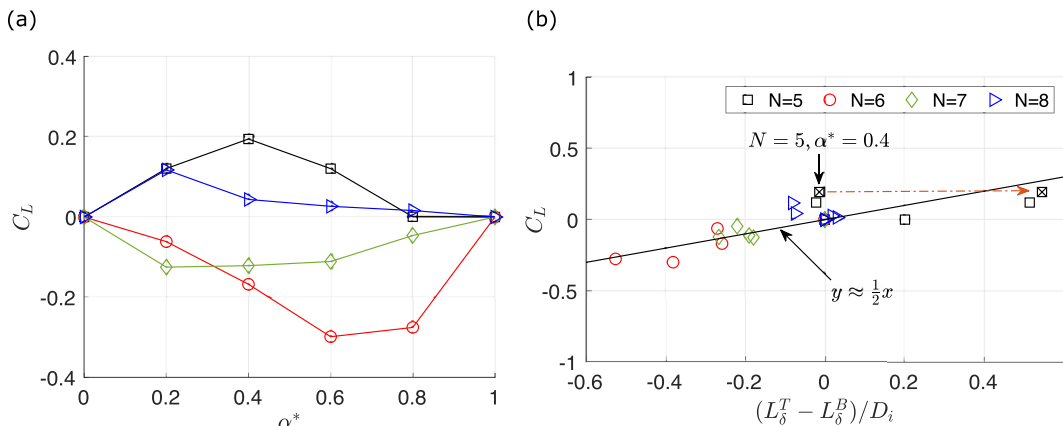 (a)
(b)
0.4
0.2
0
-0.2
-0.4
C_L
0
0.2
0.4
0.6
0.8
1
α*
1
0.5
0
-0.5
-1
C_L
N=5
N=6
N=7
N=8
N = 5, α* = 0.4
y ≈ 1/2 x
-0.6
-0.4
-0.2
0
0.2
0.4
(L_δ^T − L_δ^B)/D_i